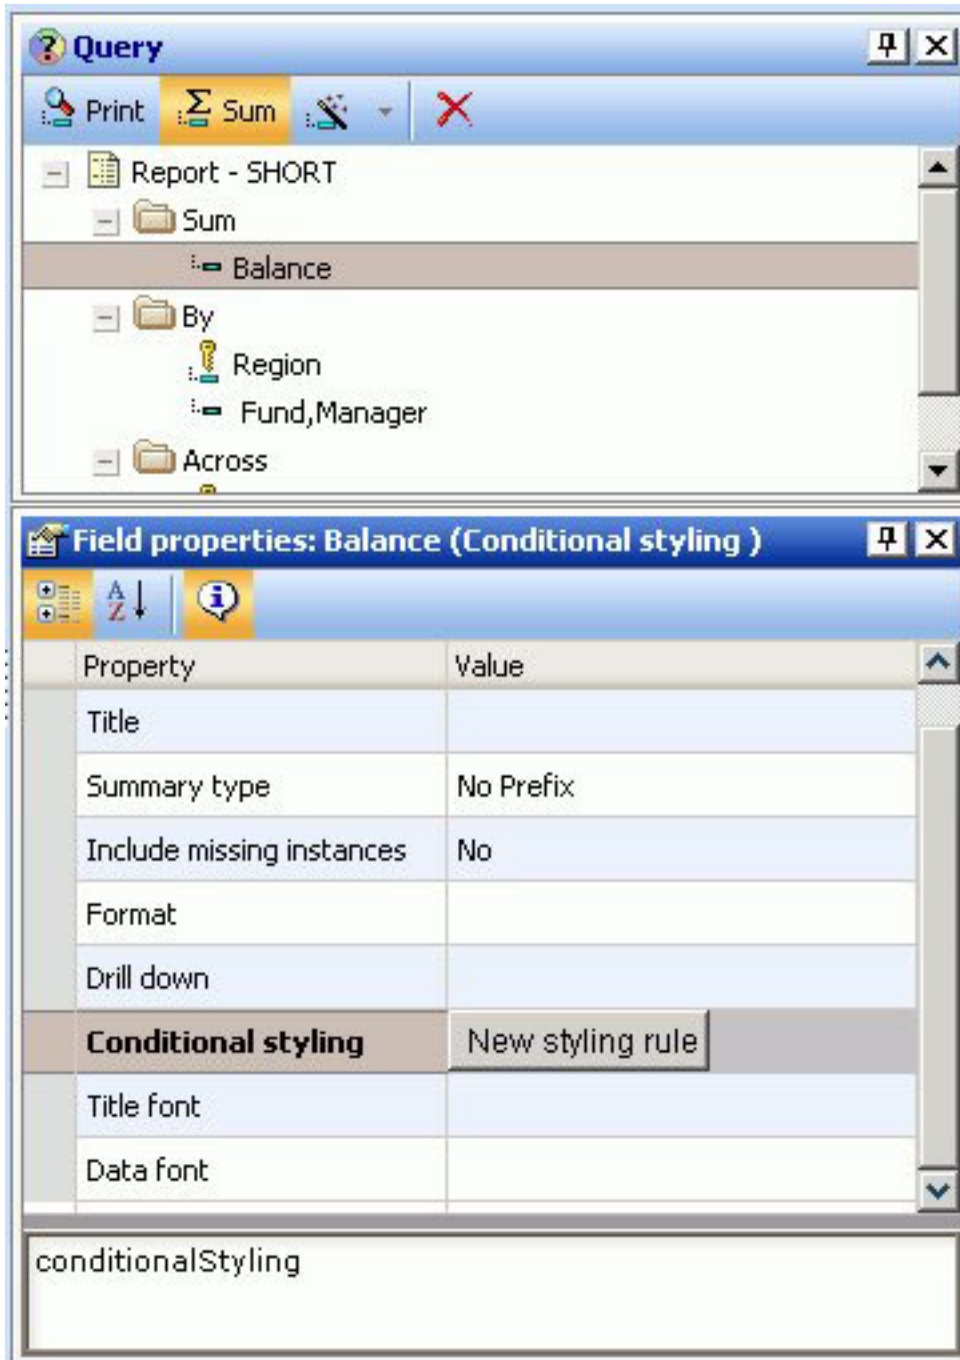 Query
Print Sum
Report - SHORT
Sum
Balance
By
Region
Fund,Manager
Across
Field properties: Balance (Conditional styling )
A
Z
Property Value
Title
Summary type No Prefix
Include missing instances No
Format
Drill down
Conditional styling New styling rule
Title font
Data font
conditionalStyling